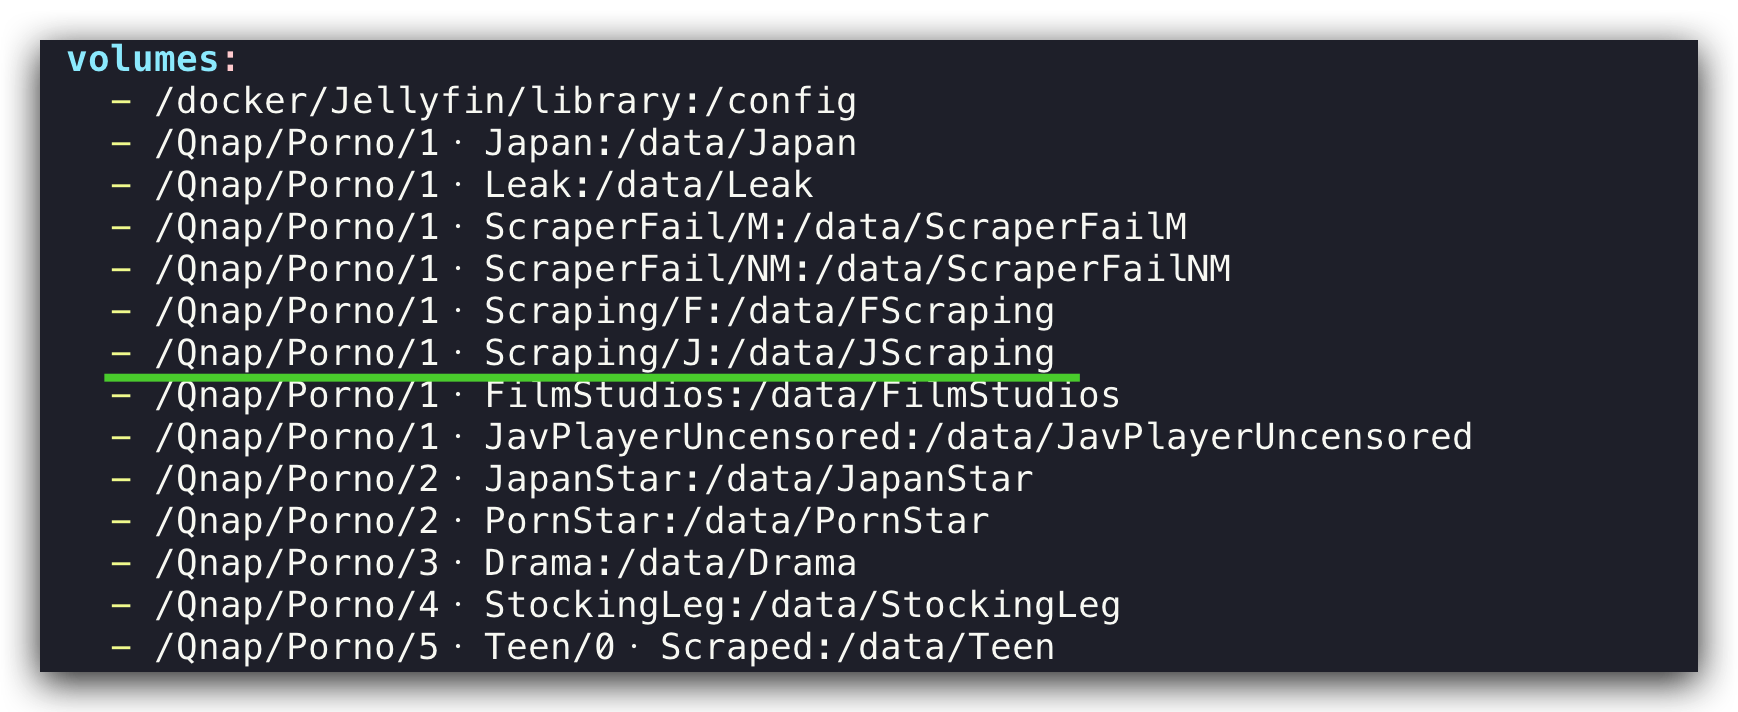 volumes:
- /docker/Jellyfin/library:/config
- /Qnap/Porno/1· Japan:/data/Japan
- /Qnap/Porno/1· Leak:/data/Leak
- /Qnap/Porno/1· ScraperFail/M:/data/ScraperFailM
- /Qnap/Porno/1· ScraperFail/NM:/data/ScraperFailNM
- /Qnap/Porno/1· Scraping/F:/data/FScraping
- /Qnap/Porno/1· Scraping/J:/data/JScraping
- /Qnap/Porno/1· FilmStudios:/data/FilmStudios
- /Qnap/Porno/1· JavPlayerUncensored:/data/JavPlayerUncensored
- /Qnap/Porno/2· JapanStar:/data/JapanStar
- /Qnap/Porno/2· PornStar:/data/PornStar
- /Qnap/Porno/3· Drama:/data/Drama
- /Qnap/Porno/4· StockingLeg:/data/StockingLeg
- /Qnap/Porno/5· Teen/0· Scraped:/data/Teen